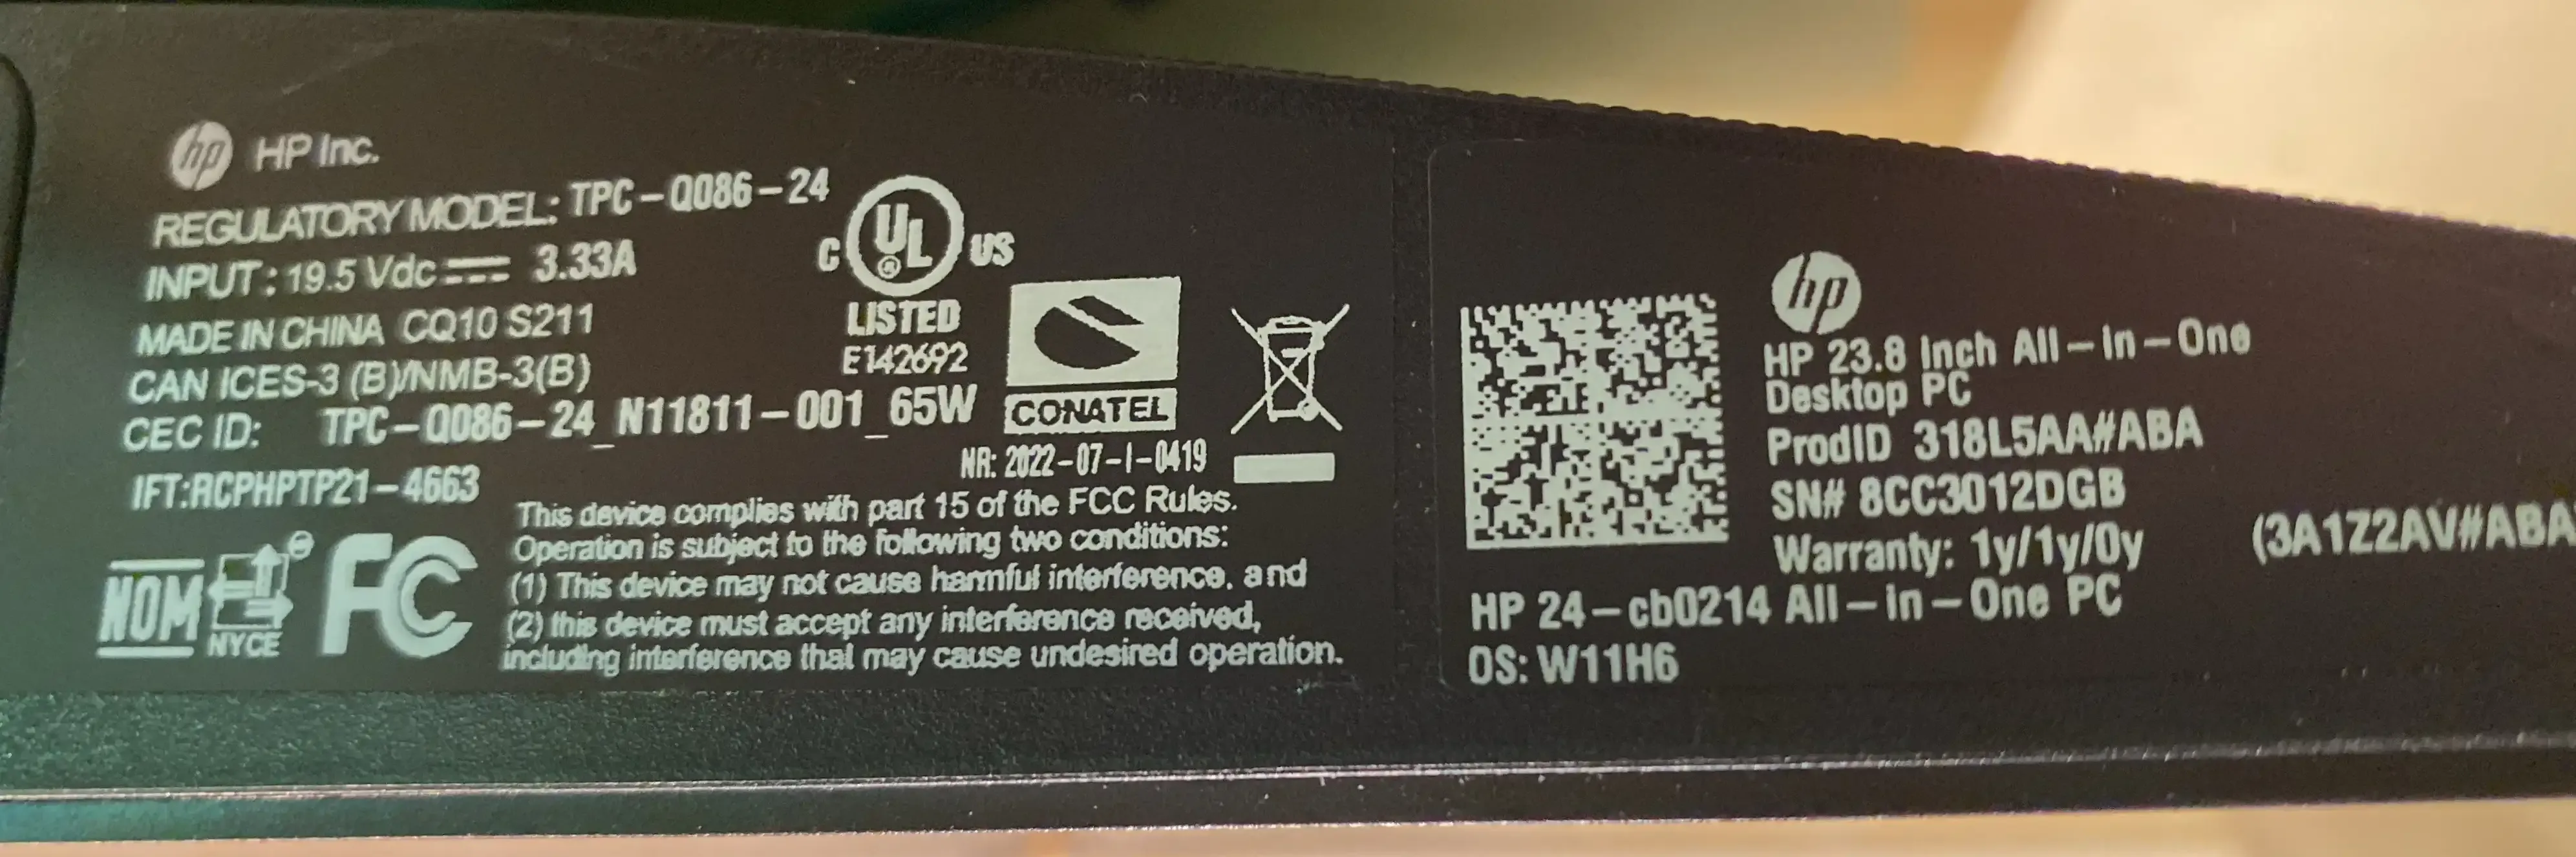 hp HP Inc.
REGULATORY MODEL: TPC-Q086-24
INPUT: 19.5 Vdc 3.33A
MADE IN CHINA CQ10 S211
CAN ICES-3 (B)/NMB-3(B)
CEC ID: TPC-Q086-24_N11811-001_65W
IFT:RCPHPTP21-4663
C UL US
LISTED
E142692
CONATEL
NR: 2022-07-I-0419
NOM
NYCE
FC
This device complies with part 15 of the FCC Rules.
Operation is subject to the following two conditions:
(1) This device may not cause harmful interference, and
(2) this device must accept any interference received,
including interference that may cause undesired operation.
hp
HP 23.8 Inch All-in-One
Desktop PC
ProdID 318L5AA#ABA
SN# 8CC3012DGB
Warranty: 1y/1y/0y
(3A1Z2AV#ABA
HP 24-cb0214 All-in-One PC
OS: W11H6